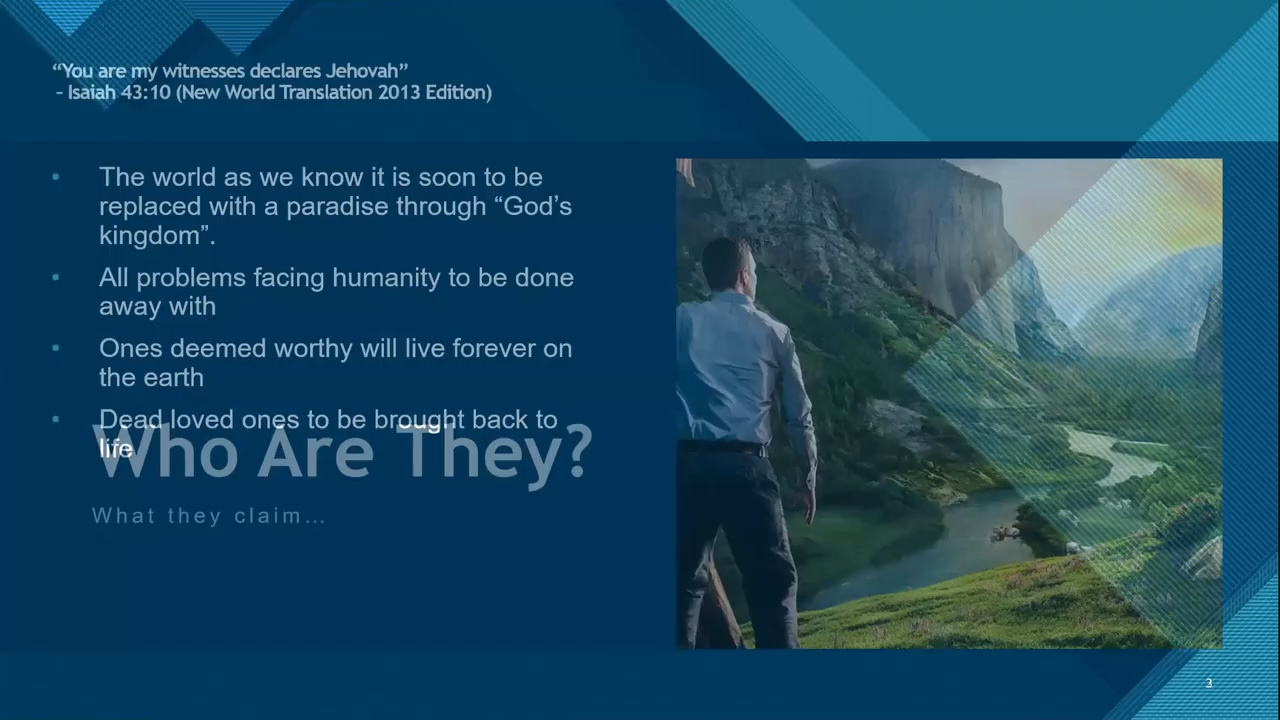 “You are my witnesses declares Jehovah”
– Isaiah 43:10 (New World Translation 2013 Edition)
• The world as we know it is soon to be
replaced with a paradise through “God’s
kingdom”.
• All problems facing humanity to be done
away with
• Ones deemed worthy will live forever on
the earth
• Dead loved ones to be brought back to
life
Who Are They?
What they claim…
3